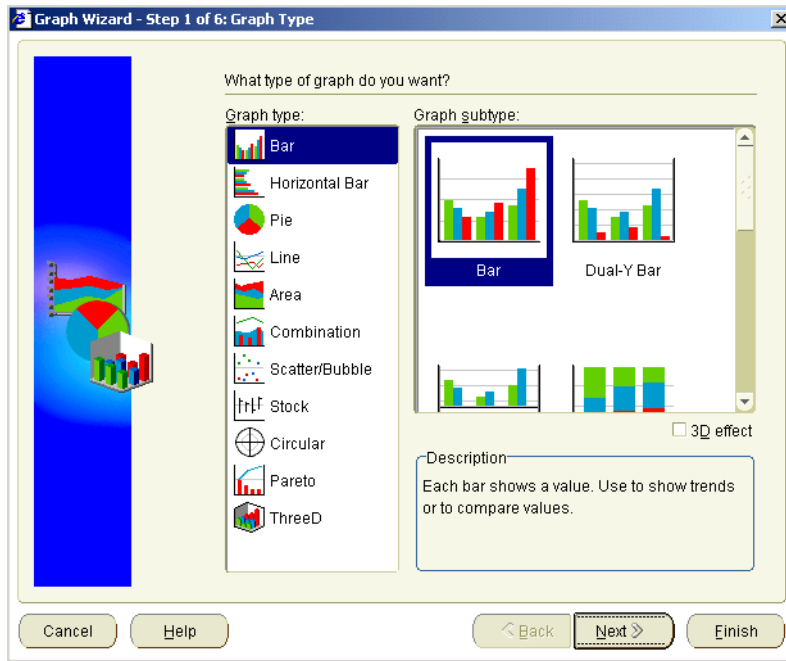 Graph Wizard - Step 1 of 6: Graph Type
What type of graph do you want?
Graph type:
Bar
Horizontal Bar
Pie
Line
Area
Combination
Scatter/Bubble
Stock
Circular
Pareto
ThreeD
Graph subtype:
Bar
Dual-Y Bar
3D effect
Description
Each bar shows a value. Use to show trends
or to compare values.
Cancel
Help
Back
Next
Finish